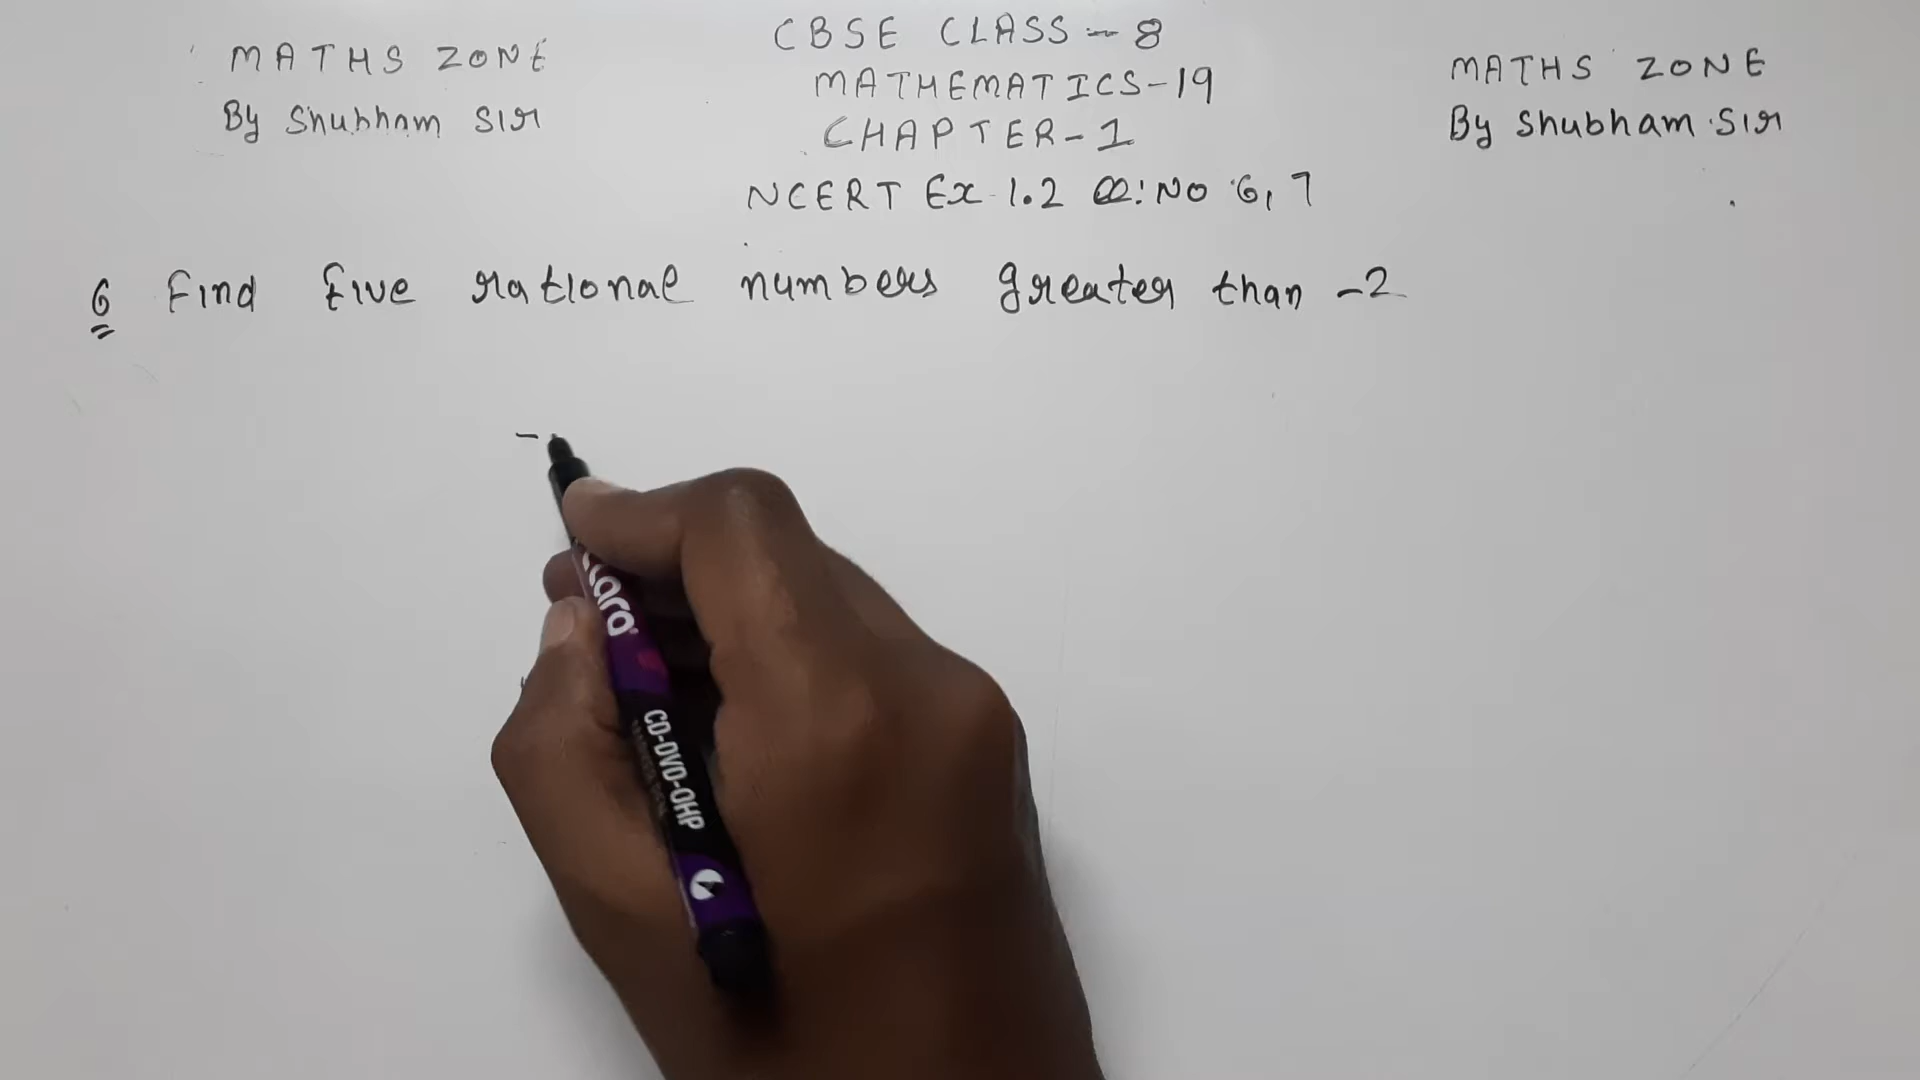 MATHS ZONE
By Shubham Sir
CBSE CLASS - 8
MATHEMATICS-19
CHAPTER-1
NCERT Ex 1.2 Q:No 6, 7
MATHS ZONE
By Shubham Sir
6 Find five rational numbers greater than -2
-
CD-DVD-OHP